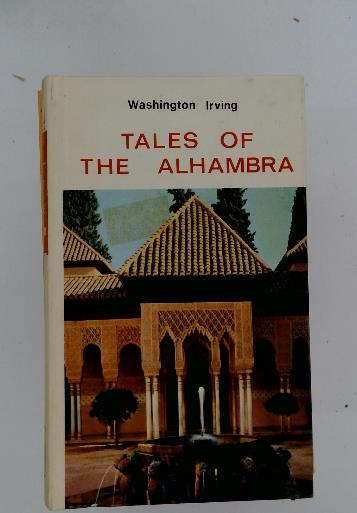 Washington Irving
TALES OF
THE ALHAMBRA